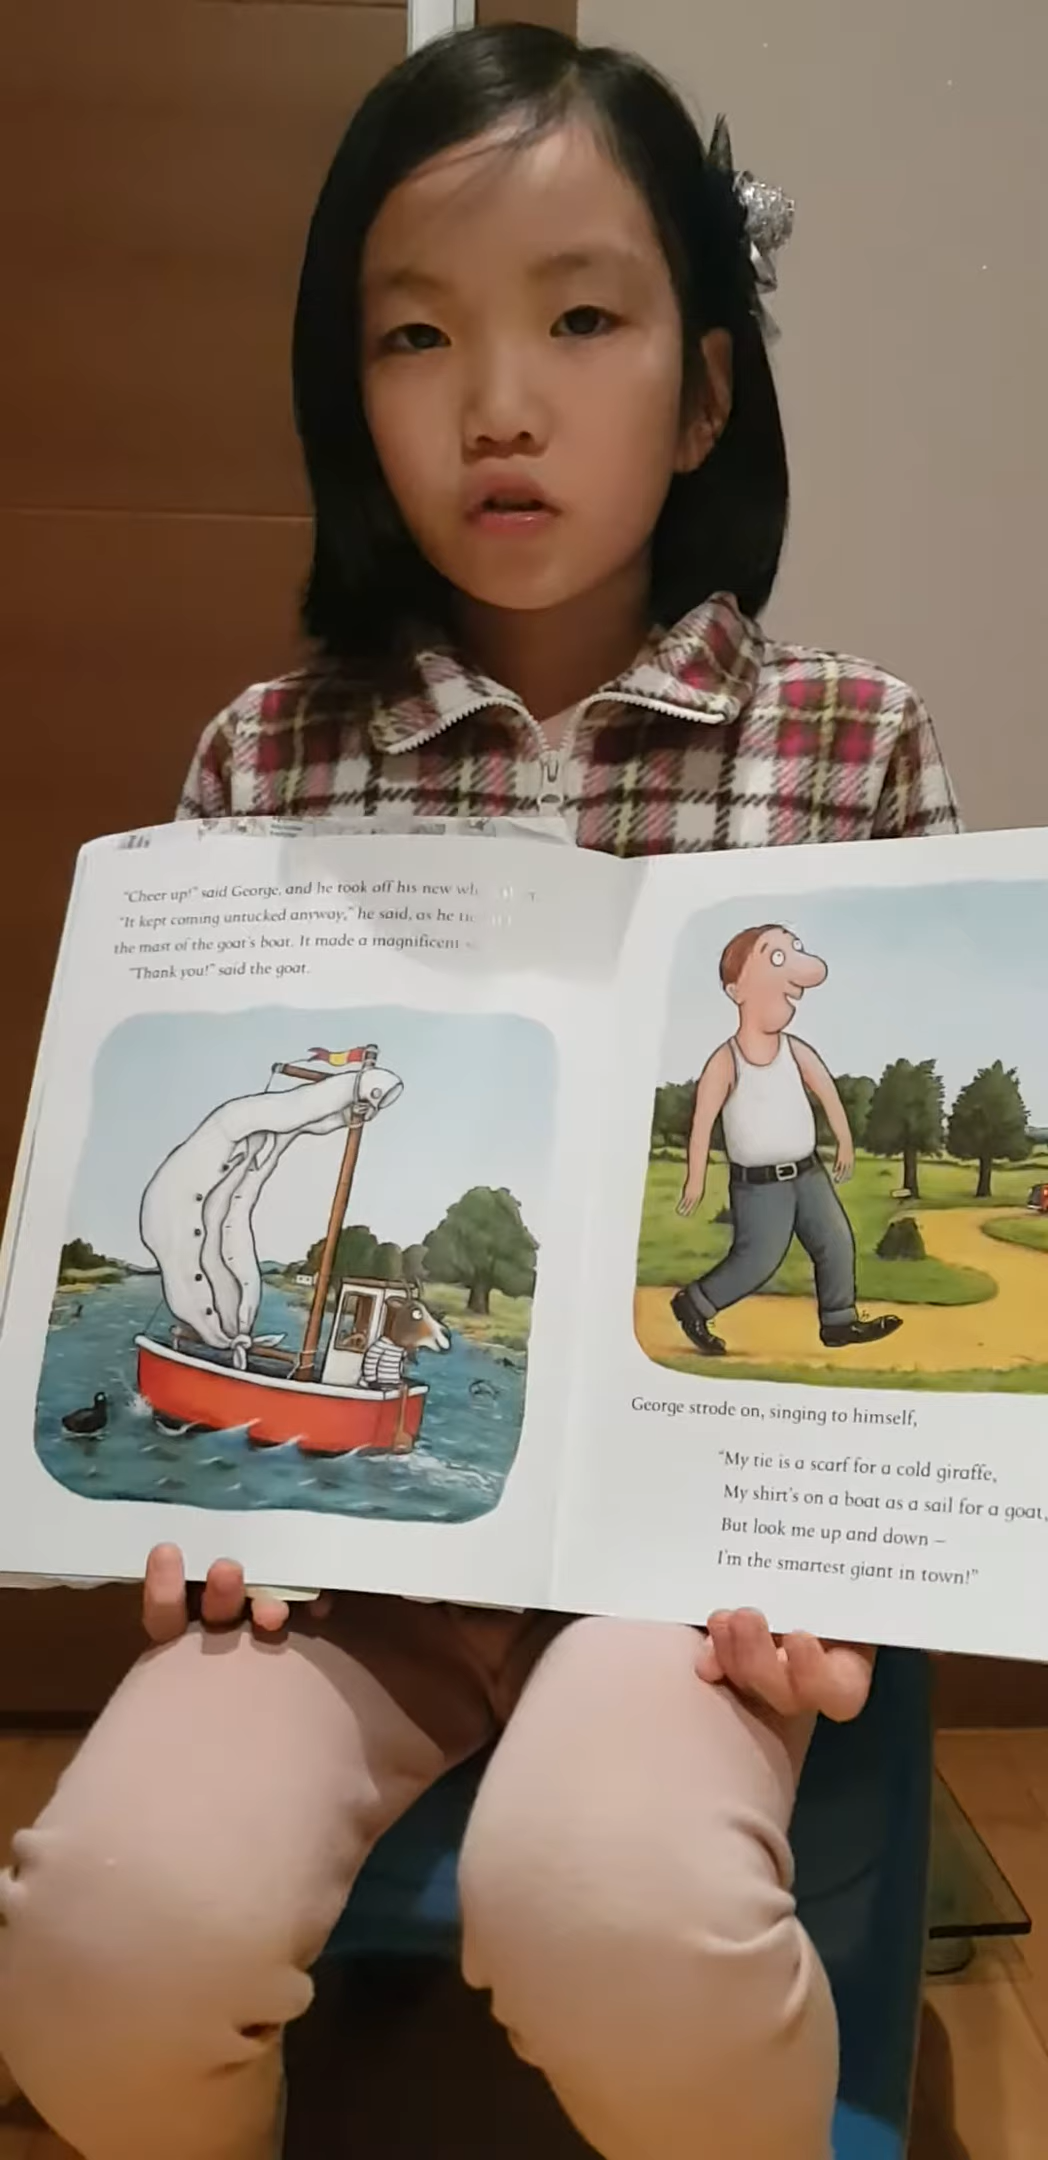 "Cheer up!" said George, and he took off his new
"It kept coming untucked anyway," he said, as he
the mast of the goat's boat. It made a magnificent
"Thank you!" said the goat.
George strode on, singing to himself,
"My tie is a scarf for a cold giraffe,
My shirt's on a boat as a sail for a goat,
But look me up and down –
I'm the smartest giant in town!"